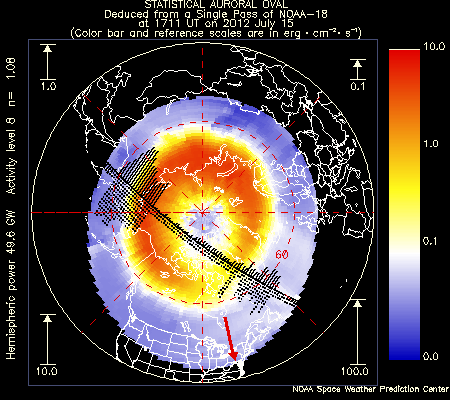 STATISTICAL AURORAL OVAL
Deduced from a Single Pass of NOAA-18
at 1711 UT on 2012 July 15
(Color bar and reference scales are in erg · cm⁻² · s⁻¹)
1.0
0.1
10.0
1.0
0.1
0.0
60
10.0
100.0
Hemispheric power 49.6 GW Activity level 8 n= 1.08
NOAA Space Weather Prediction Center